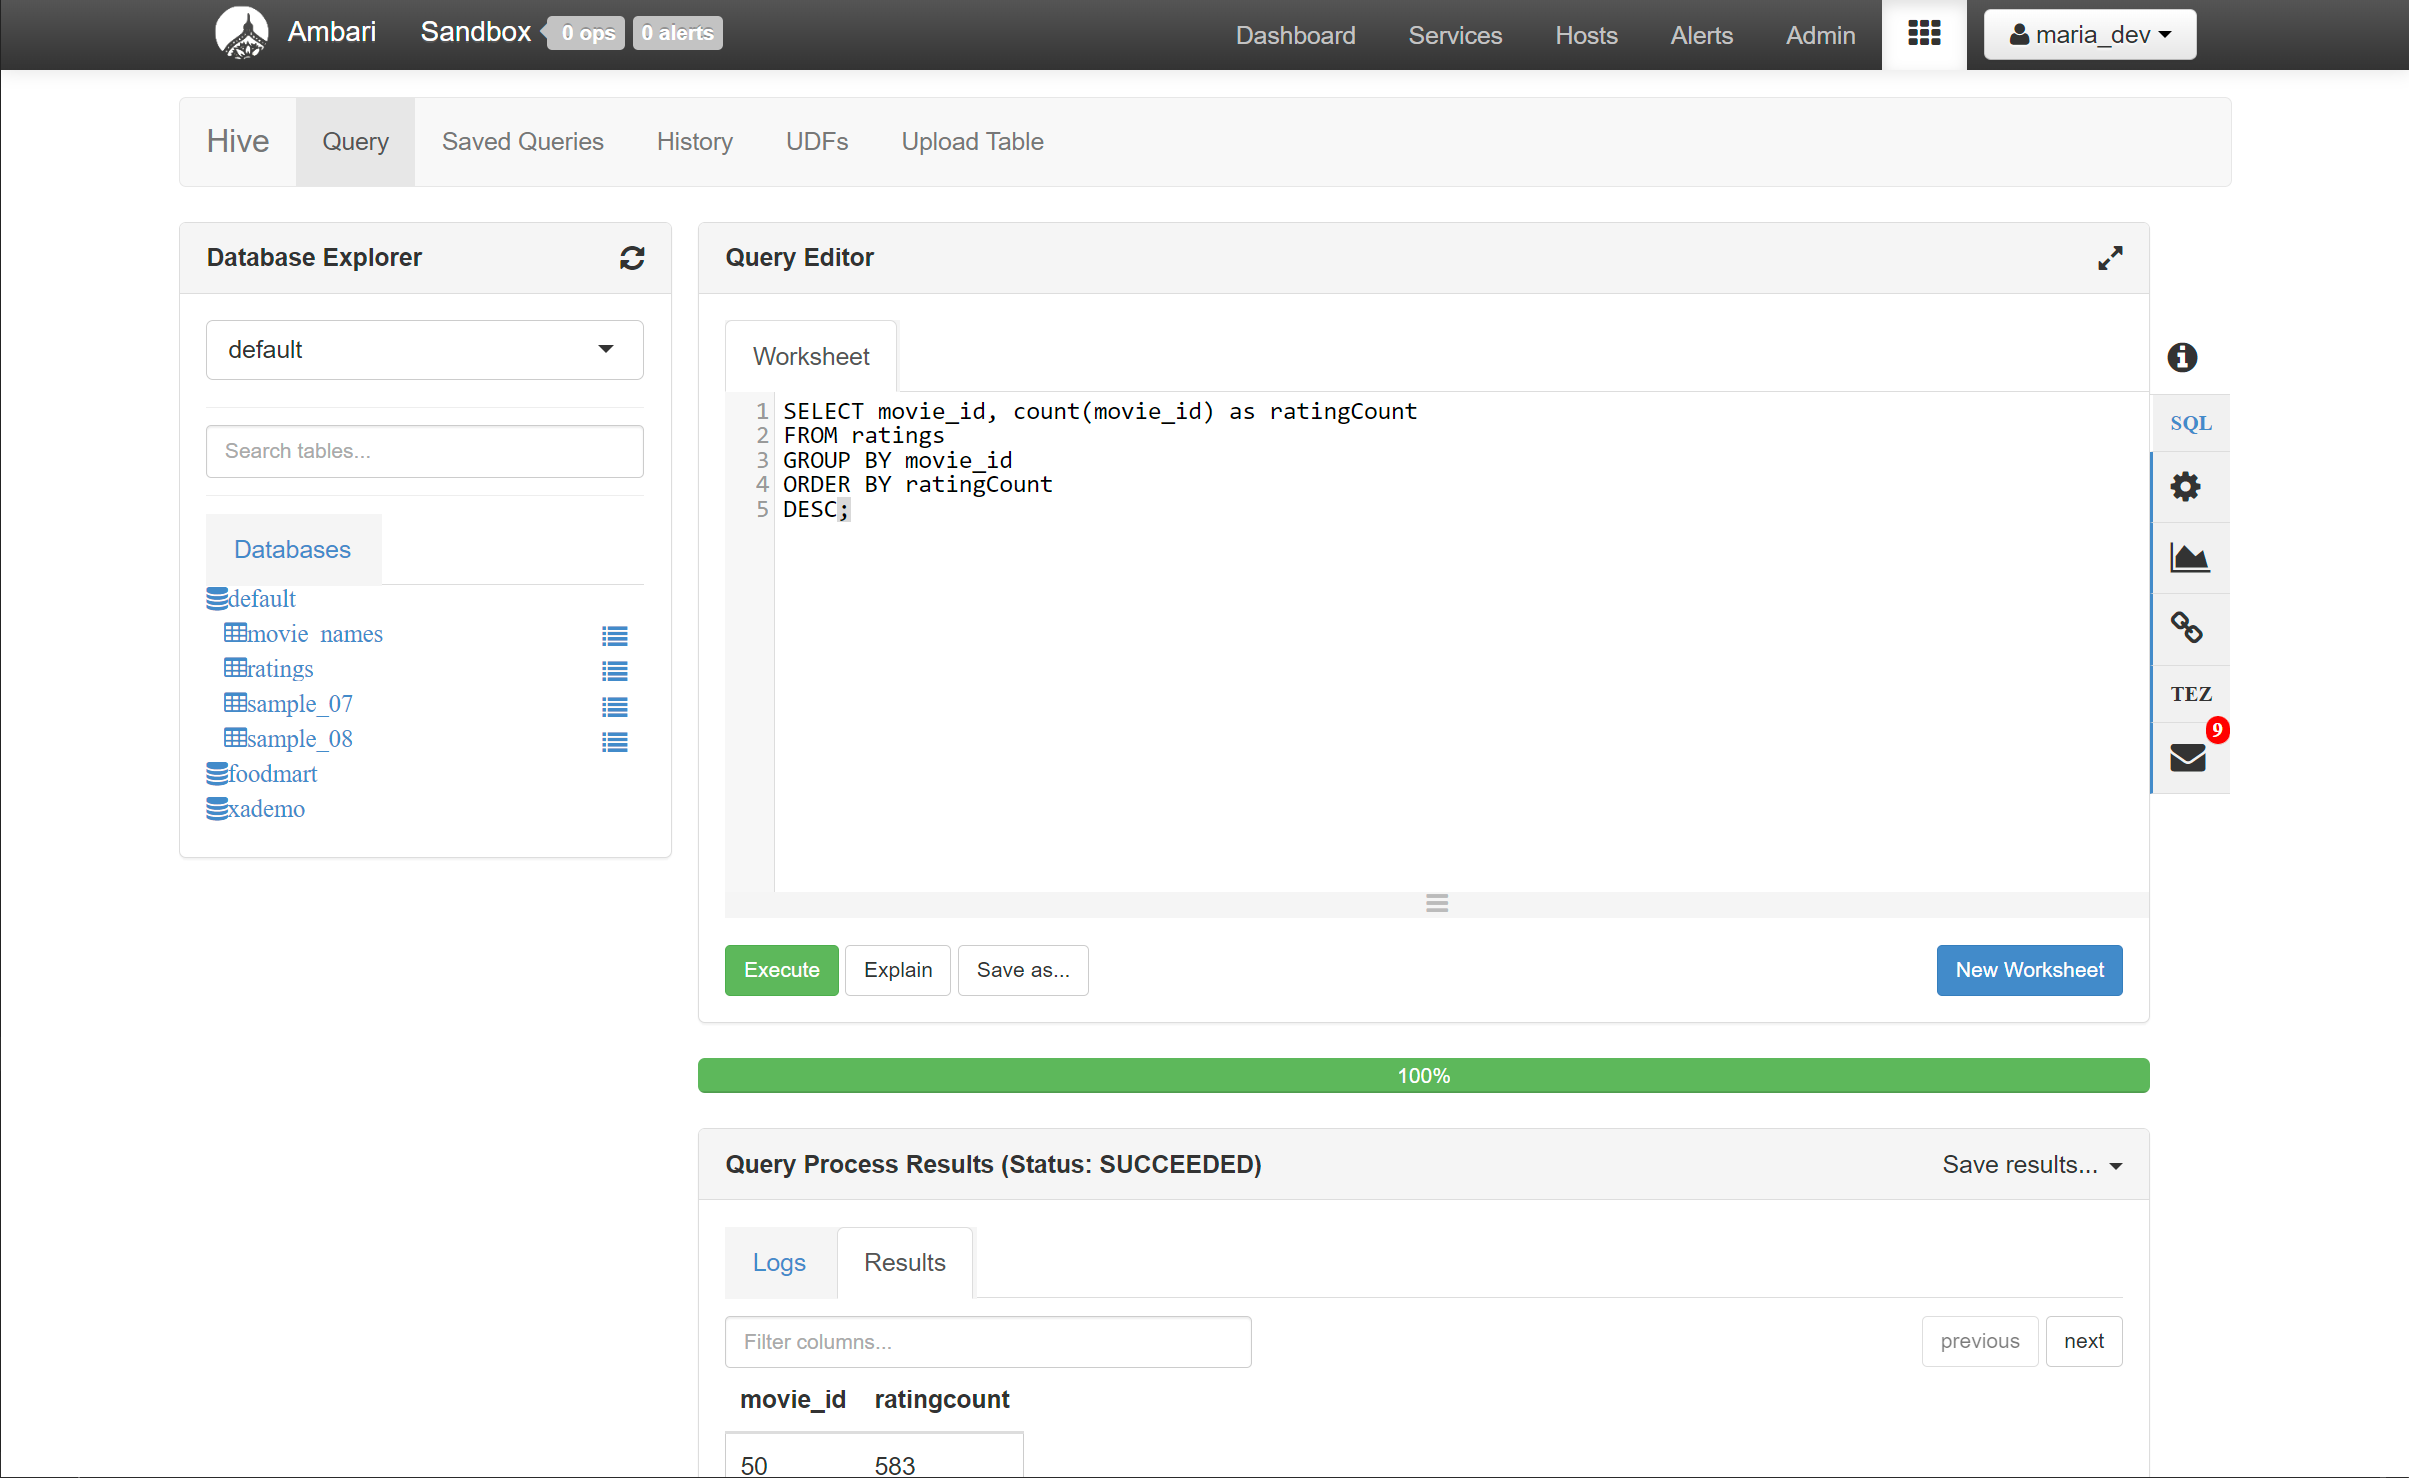 Ambari Sandbox 0 ops 0 alerts Dashboard Services Hosts Alerts Admin maria_dev
Hive Query Saved Queries History UDFs Upload Table
Database Explorer
default
Search tables...
Databases
default
movie_names
ratings
sample_07
sample_08
foodmart
xademo
Query Editor
Worksheet
1 SELECT movie_id, count(movie_id) as ratingCount
2 FROM ratings
3 GROUP BY movie_id
4 ORDER BY ratingCount
5 DESC;
SQL
TEZ
9
Execute Explain Save as... New Worksheet
100%
Query Process Results (Status: SUCCEEDED) Save results...
Logs Results
Filter columns... previous next
movie_id ratingcount
50 583